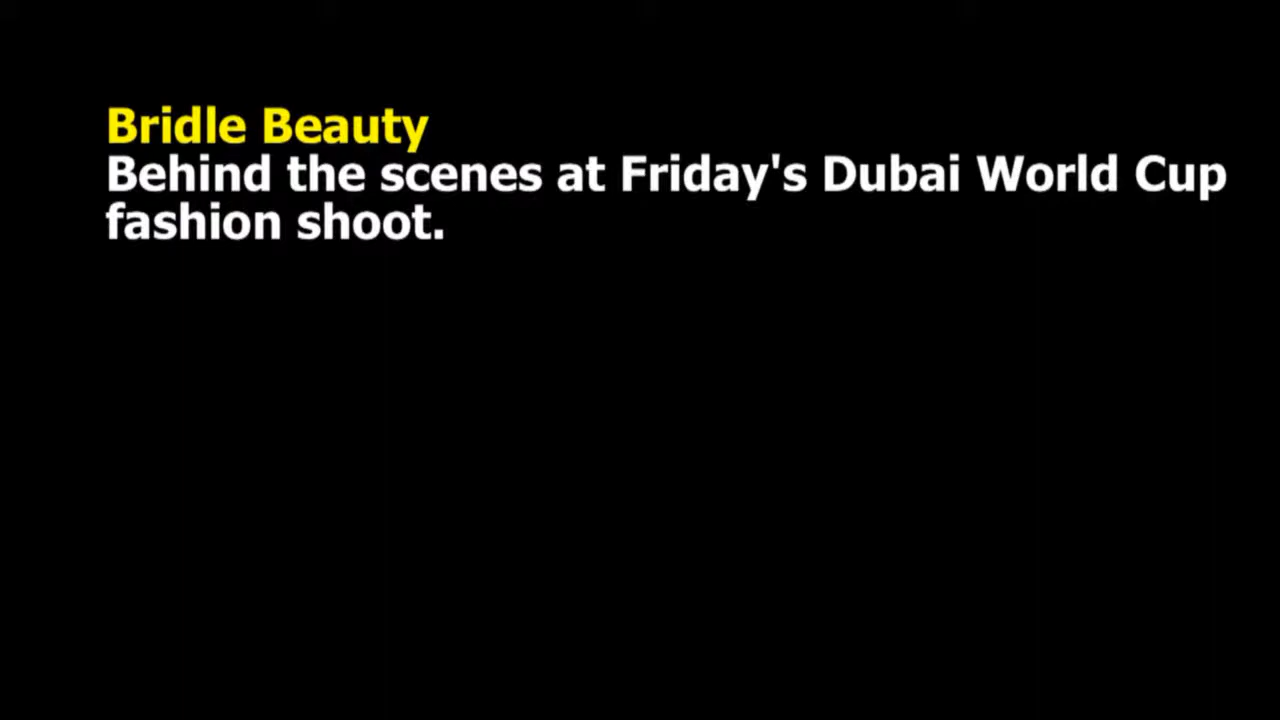 Bridle Beauty
Behind the scenes at Friday's Dubai World Cup
fashion shoot.